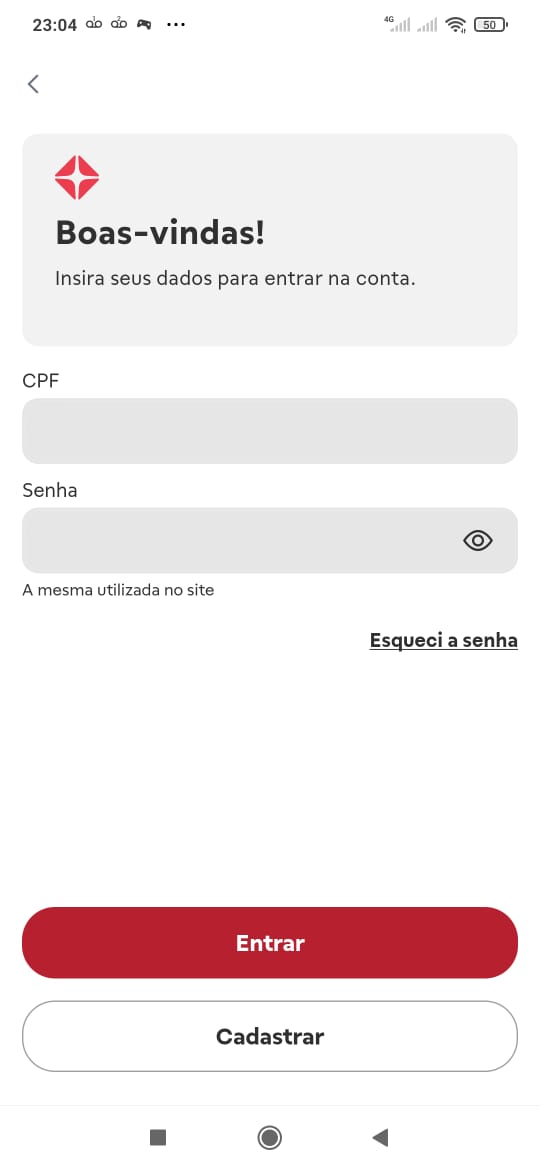 23:04
4G
50
Boas-vindas!
Insira seus dados para entrar na conta.
CPF
Senha
A mesma utilizada no site
Esqueci a senha
Entrar
Cadastrar